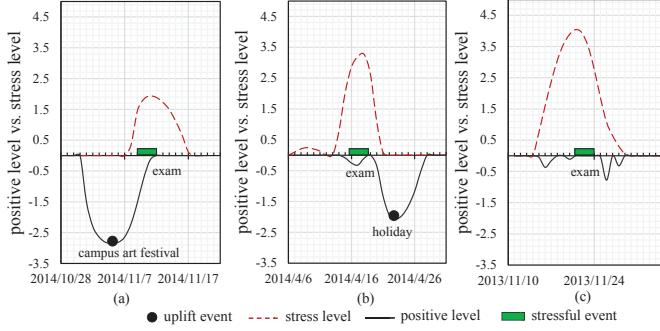 positive level vs. stress level
4.5
3.5
2.5
1.5
0.5
-0.5
-1.5
-2.5
-3.5
exam
campus art festival
2014/10/28
2014/11/7
2014/11/17
(a)
positive level vs. stress level
4.5
3.5
2.5
1.5
0.5
-0.5
-1.5
-2.5
-3.5
exam
holiday
2014/4/6
2014/4/16
2014/4/26
(b)
positive level vs. stress level
4.5
3.5
2.5
1.5
0.5
-0.5
-1.5
-2.5
-3.5
exam
2013/11/10
2013/11/24
(c)
uplift event
stress level
positive level
stressful event